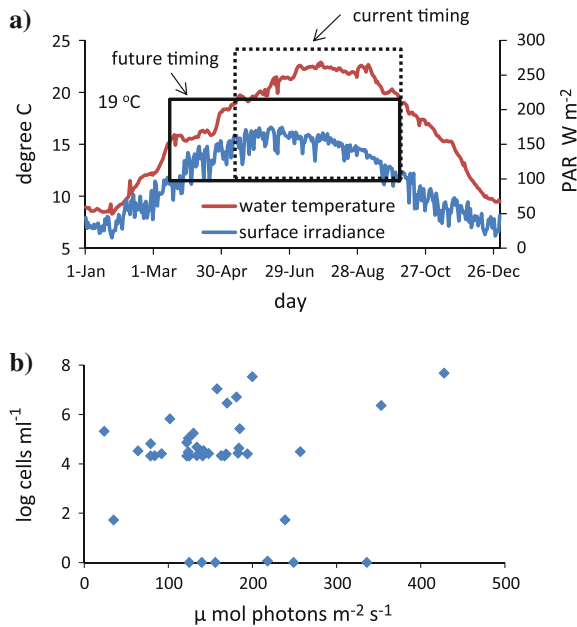 a)
current timing
future timing
19 ºC
25
20
15
10
5
degree C
300
250
200
150
100
50
0
PAR W m-2
water temperature
surface irradiance
1-Jan 1-Mar 30-Apr 29-Jun 28-Aug 27-Oct 26-Dec
day
b)
8
6
4
2
0
log cells ml-1
0 100 200 300 400 500
µ mol photons m-2 s-1